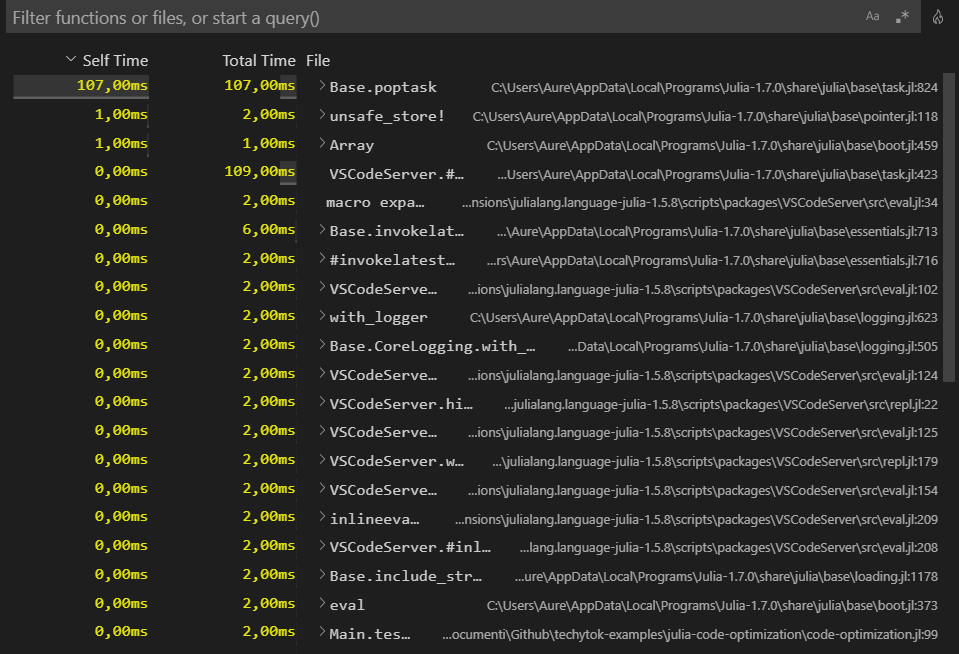 Filter functions or files, or start a query() Aa .*
Self Time Total Time File
107,00ms 107,00ms Base.poptask C:\Users\Aure\AppData\Local\Programs\Julia-1.7.0\share\julia\base\task.jl:824
1,00ms 2,00ms unsafe_store! C:\Users\Aure\AppData\Local\Programs\Julia-1.7.0\share\julia\base\pointer.jl:118
1,00ms 1,00ms Array C:\Users\Aure\AppData\Local\Programs\Julia-1.7.0\share\julia\base\boot.jl:459
0,00ms 109,00ms VSCodeServer.#… …Users\Aure\AppData\Local\Programs\Julia-1.7.0\share\julia\base\task.jl:423
0,00ms 2,00ms macro expa… …nsions\julialang.language-julia-1.5.8\scripts\packages\VSCodeServer\src\eval.jl:34
0,00ms 6,00ms Base.invokelat… …\Aure\AppData\Local\Programs\Julia-1.7.0\share\julia\base\essentials.jl:713
0,00ms 2,00ms #invokelatest… …rs\Aure\AppData\Local\Programs\Julia-1.7.0\share\julia\base\essentials.jl:716
0,00ms 2,00ms VSCodeServe… …ions\julialang.language-julia-1.5.8\scripts\packages\VSCodeServer\src\eval.jl:102
0,00ms 2,00ms with_logger C:\Users\Aure\AppData\Local\Programs\Julia-1.7.0\share\julia\base\logging.jl:623
0,00ms 2,00ms Base.CoreLogging.with_… …Data\Local\Programs\Julia-1.7.0\share\julia\base\logging.jl:505
0,00ms 2,00ms VSCodeServe… …ions\julialang.language-julia-1.5.8\scripts\packages\VSCodeServer\src\eval.jl:124
0,00ms 2,00ms VSCodeServer.hi… …julialang.language-julia-1.5.8\scripts\packages\VSCodeServer\src\repl.jl:22
0,00ms 2,00ms VSCodeServe… …ions\julialang.language-julia-1.5.8\scripts\packages\VSCodeServer\src\eval.jl:125
0,00ms 2,00ms VSCodeServer.w… …\julialang.language-julia-1.5.8\scripts\packages\VSCodeServer\src\repl.jl:179
0,00ms 2,00ms VSCodeServe… …ions\julialang.language-julia-1.5.8\scripts\packages\VSCodeServer\src\eval.jl:154
0,00ms 2,00ms inlineeva… …nsions\julialang.language-julia-1.5.8\scripts\packages\VSCodeServer\src\eval.jl:209
0,00ms 2,00ms VSCodeServer.#inl… …lang.language-julia-1.5.8\scripts\packages\VSCodeServer\src\eval.jl:208
0,00ms 2,00ms Base.include_str… …ure\AppData\Local\Programs\Julia-1.7.0\share\julia\base\loading.jl:1178
0,00ms 2,00ms eval C:\Users\Aure\AppData\Local\Programs\Julia-1.7.0\share\julia\base\boot.jl:373
0,00ms 2,00ms Main.tes… …ocumenti\Github\techytok-examples\julia-code-optimization\code-optimization.jl:99